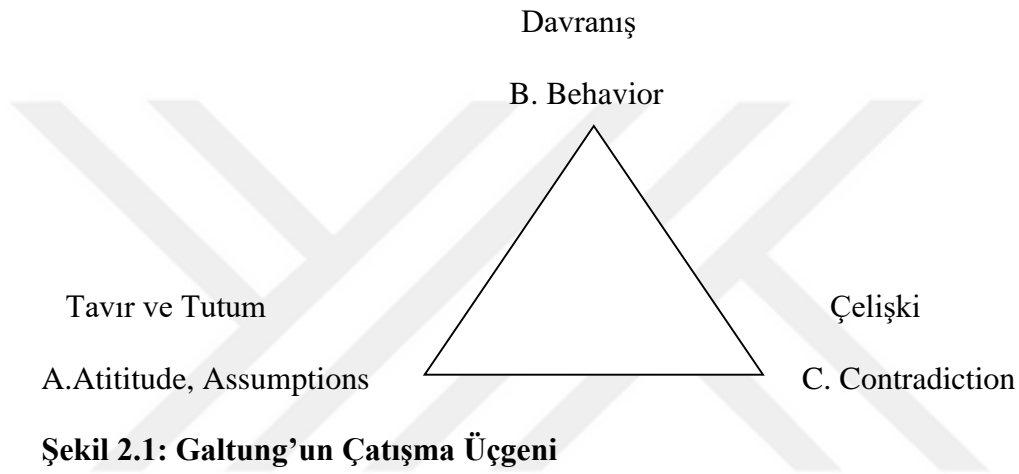 Davranış
B. Behavior
Tavır ve Tutum
Çelişki
A.Atititude, Assumptions
C. Contradiction
Şekil 2.1: Galtung’un Çatışma Üçgeni